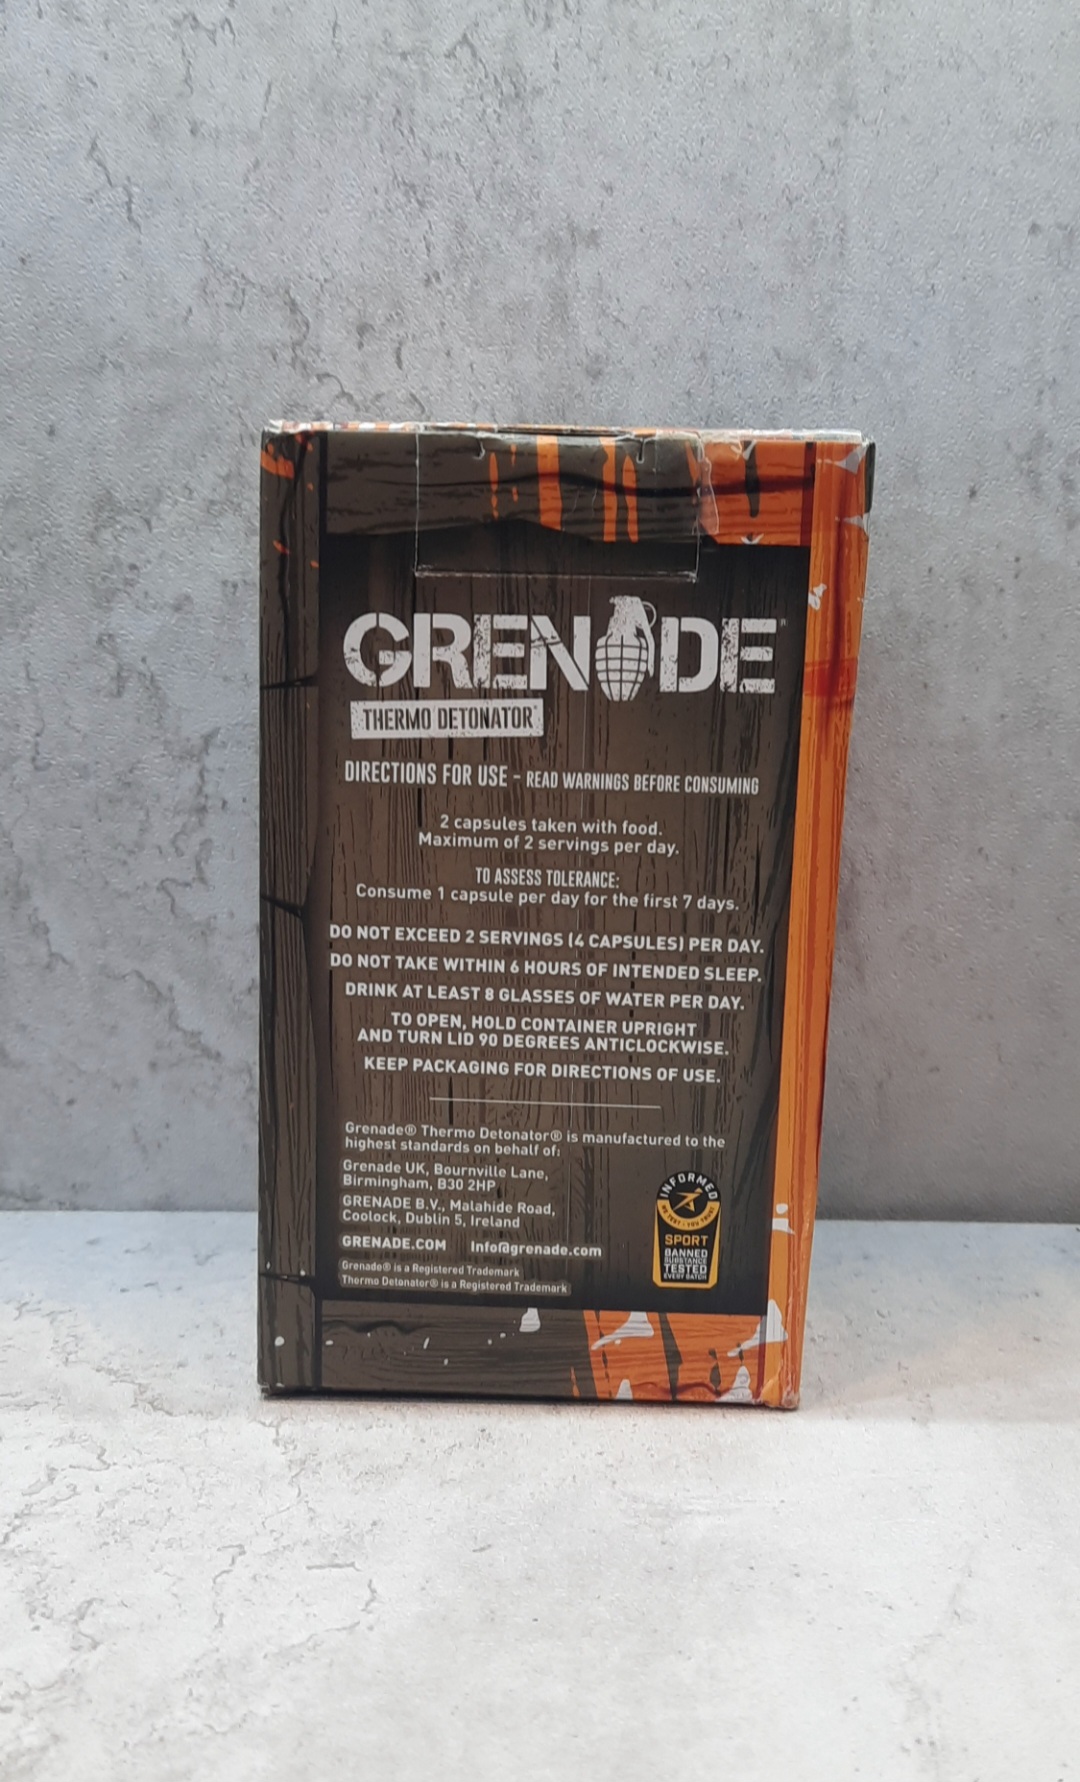 GRENADE
THERMO DETONATOR
DIRECTIONS FOR USE - READ WARNINGS BEFORE CONSUMING
2 capsules taken with food.
Maximum of 2 servings per day.
TO ASSESS TOLERANCE:
Consume 1 capsule per day for the first 7 days.
DO NOT EXCEED 2 SERVINGS (4 CAPSULES) PER DAY.
DO NOT TAKE WITHIN 6 HOURS OF INTENDED SLEEP.
DRINK AT LEAST 8 GLASSES OF WATER PER DAY.
TO OPEN, HOLD CONTAINER UPRIGHT
AND TURN LID 90 DEGREES ANTICLOCKWISE.
KEEP PACKAGING FOR DIRECTIONS OF USE.
Grenade® Thermo Detonator® is manufactured to the
highest standards on behalf of:
Grenade UK, Bournville Lane,
Birmingham, B30 2HP
GRENADE B.V., Malahide Road,
Coolock, Dublin 5, Ireland
GRENADE.COM Info@grenade.com
Grenade® is a Registered Trademark
Thermo Detonator® is a Registered Trademark
INFORMED
WE TEST · YOU TRUST
SPORT
BANNED
SUBSTANCE
TESTED
EVERY BATCH